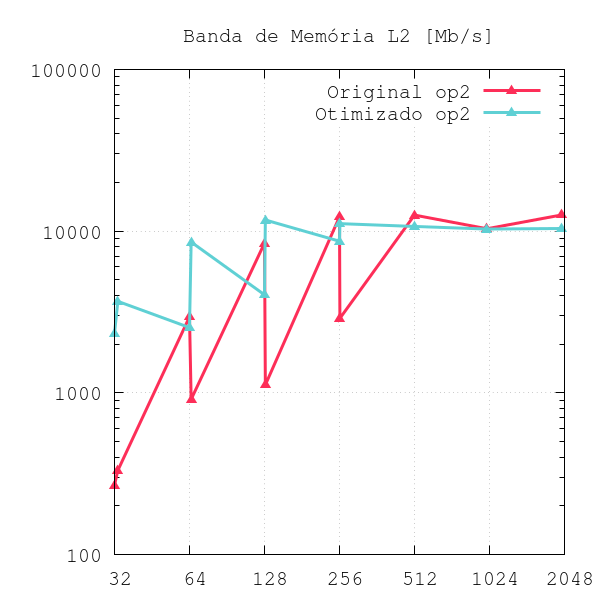 Banda de Memória L2 [Mb/s]
100000
Original op2
Otimizado op2
10000
1000
100
32 64 128 256 512 1024 2048